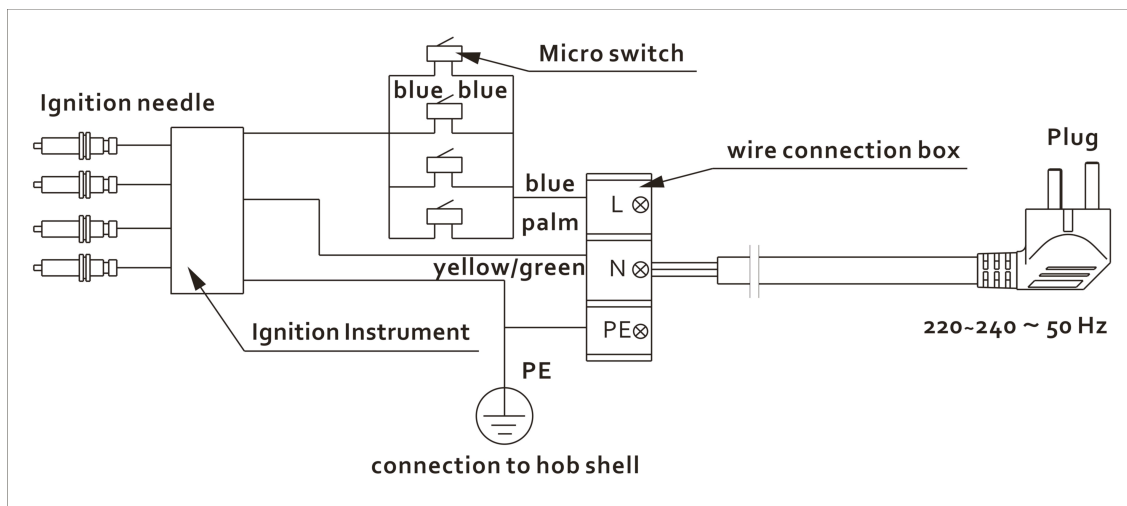 Micro switch
blue blue
Ignition needle
Plug
wire connection box
blue
L
palm
yellow/green
N
Ignition Instrument
PE
220~240 ~ 50 Hz
PE
connection to hob shell